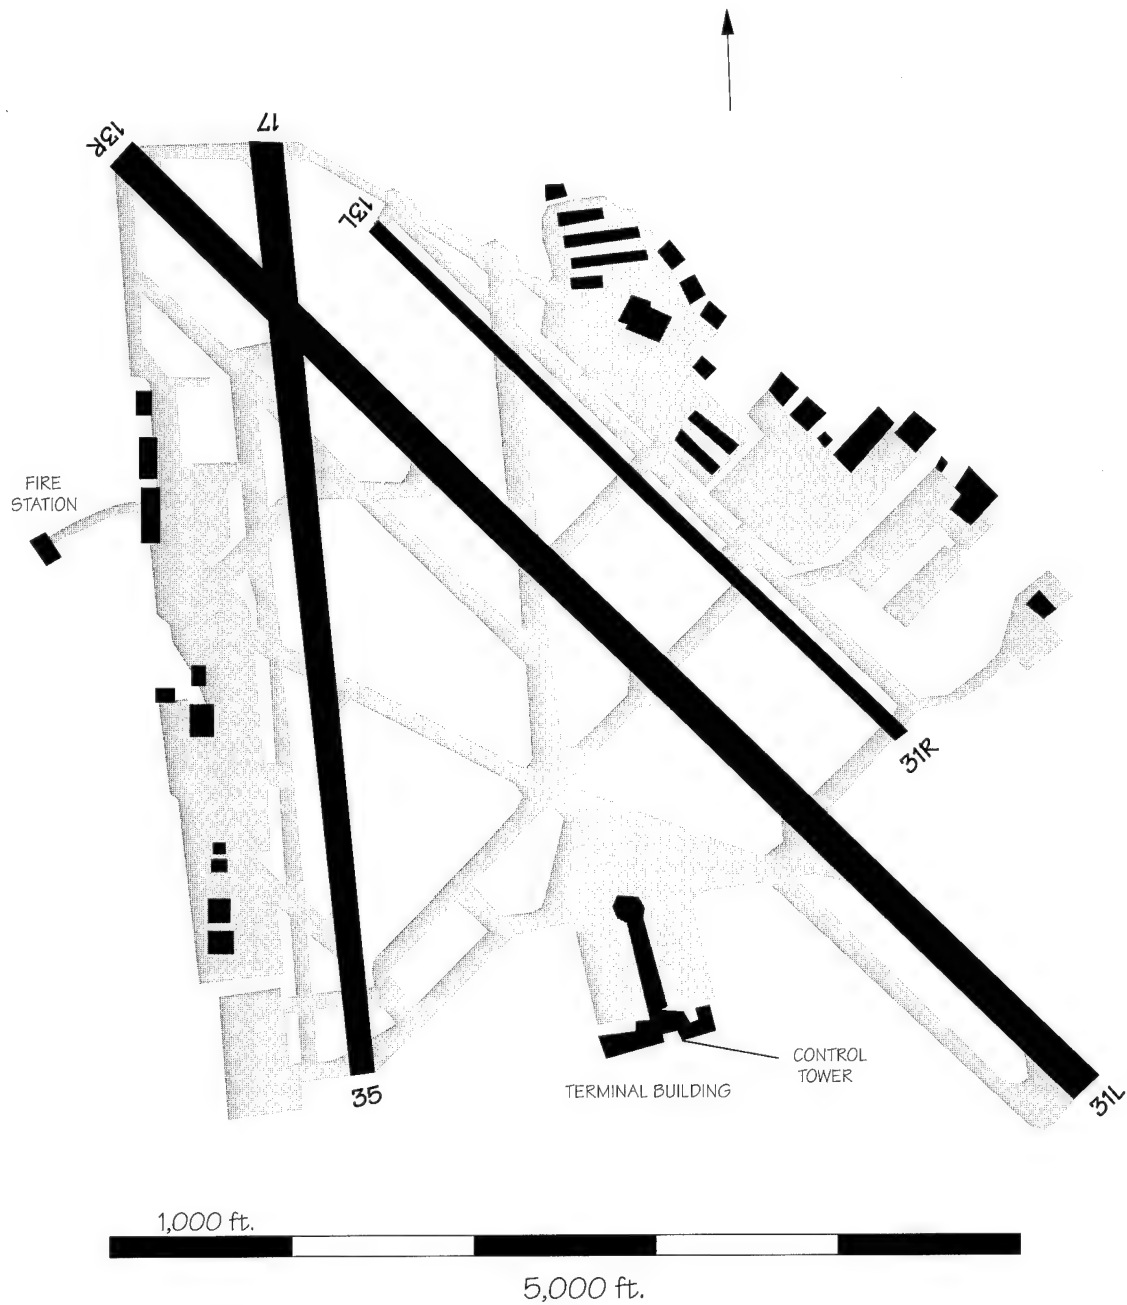 17
13R
13L
FIRE
STATION
31R
CONTROL
TOWER
TERMINAL BUILDING
35
31L
1,000 ft.
5,000 ft.